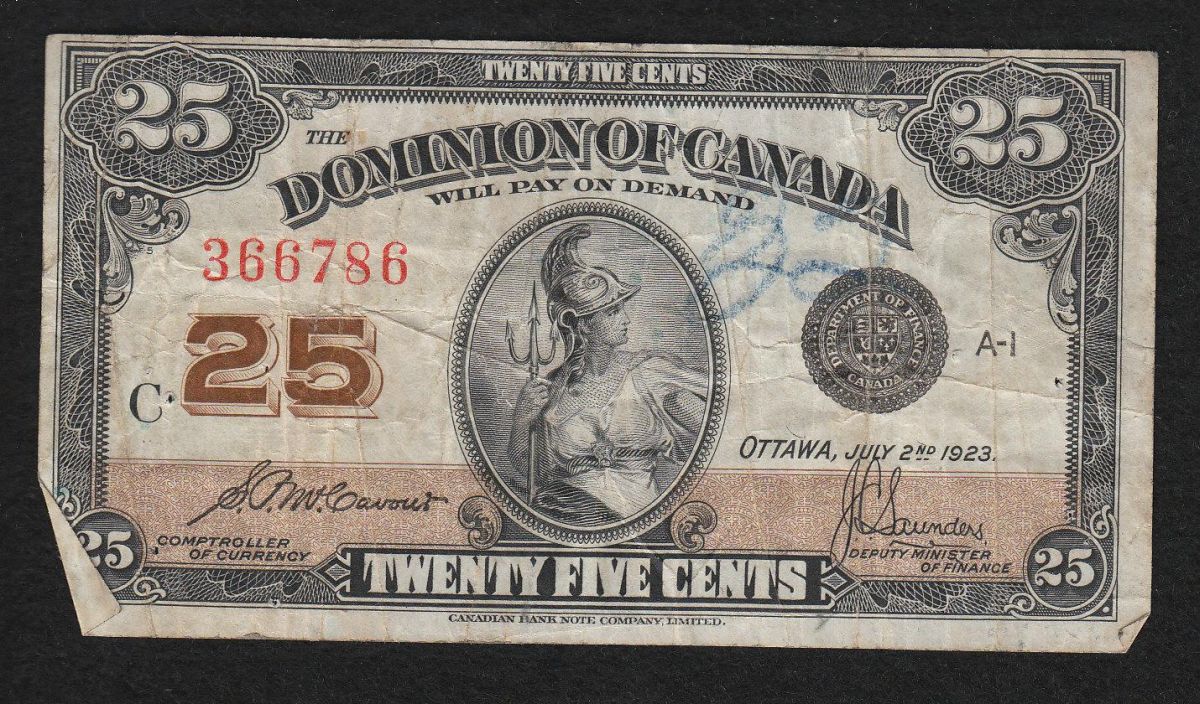 TWENTY FIVE CENTS
25
25
THE
DOMINION OF CANADA
WILL PAY ON DEMAND
366786
25
DEPARTMENT OF FINANCE
CANADA
A-1
C
25
OTTAWA, JULY 2ND 1923.
COMPTROLLER
OF CURRENCY
J.C. Saunders
DEPUTY MINISTER
OF FINANCE
25
TWENTY FIVE CENTS
25
CANADIAN BANK NOTE COMPANY, LIMITED.